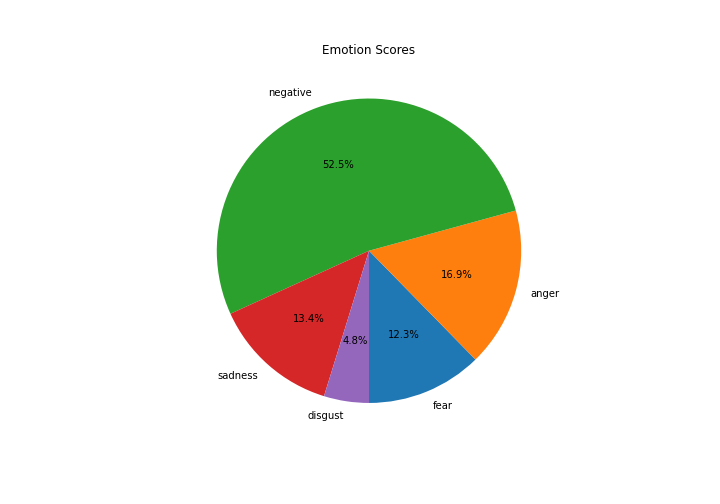 Emotion Scores
negative
52.5%
16.9%
anger
13.4%
12.3%
4.8%
sadness
fear
disgust